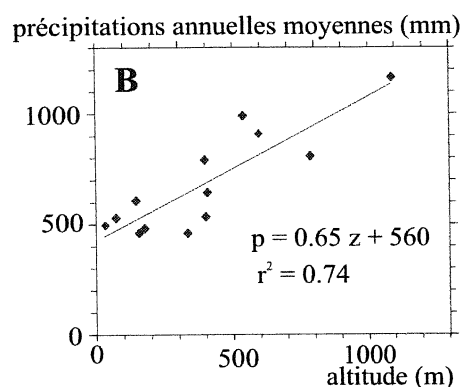 précipitations annuelles moyennes (mm)
B
1000
500
p = 0.65 z + 560
r² = 0.74
0
0 500 1000
altitude (m)